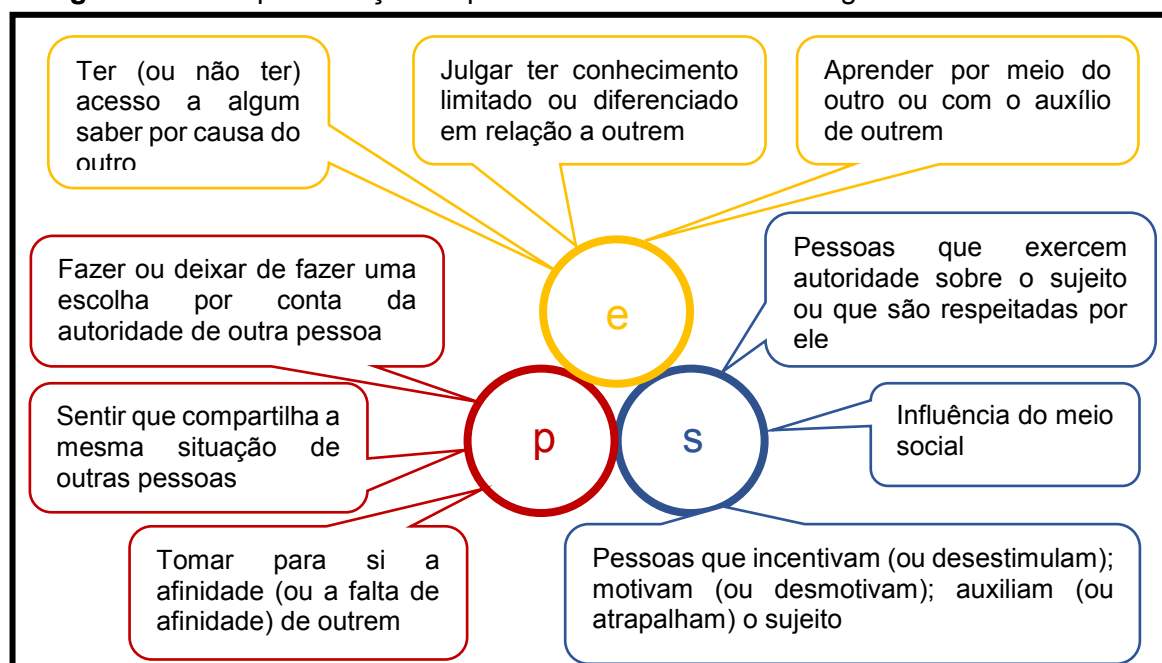 Ter (ou não ter)
acesso a algum
saber por causa do
outro
Julgar ter conhecimento
limitado ou diferenciado
em relação a outrem
Aprender por meio do
outro ou com o auxílio
de outrem
Fazer ou deixar de fazer uma
escolha por conta da
autoridade de outra pessoa
e
Pessoas que exercem
autoridade sobre o sujeito
ou que são respeitadas por
ele
Sentir que compartilha a
mesma situação de
outras pessoas
p
s
Influência do meio
social
Tomar para si a
afinidade (ou a falta de
afinidade) de outrem
Pessoas que incentivam (ou desestimulam);
motivam (ou desmotivam); auxiliam (ou
atrapalham) o sujeito